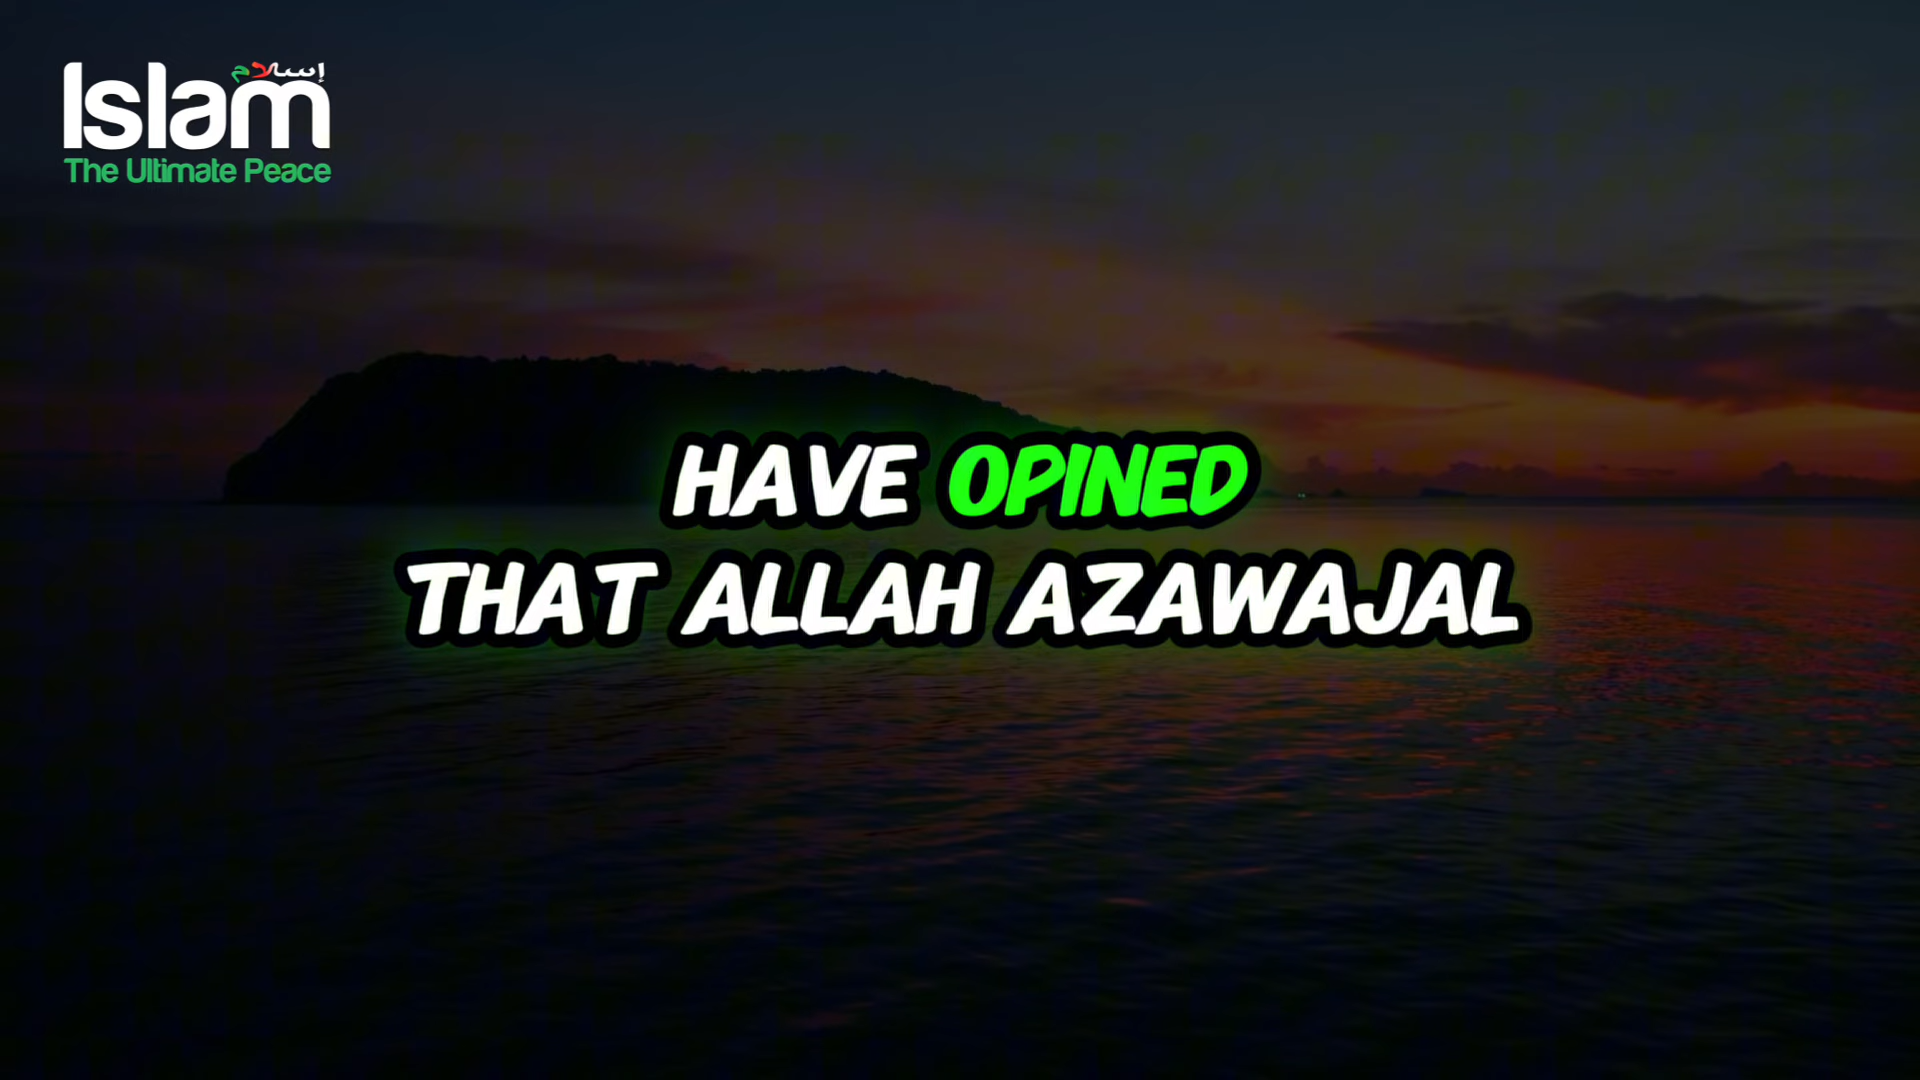 إسلام
Islam
The Ultimate Peace
HAVE OPINED
THAT ALLAH AZAWAJAL